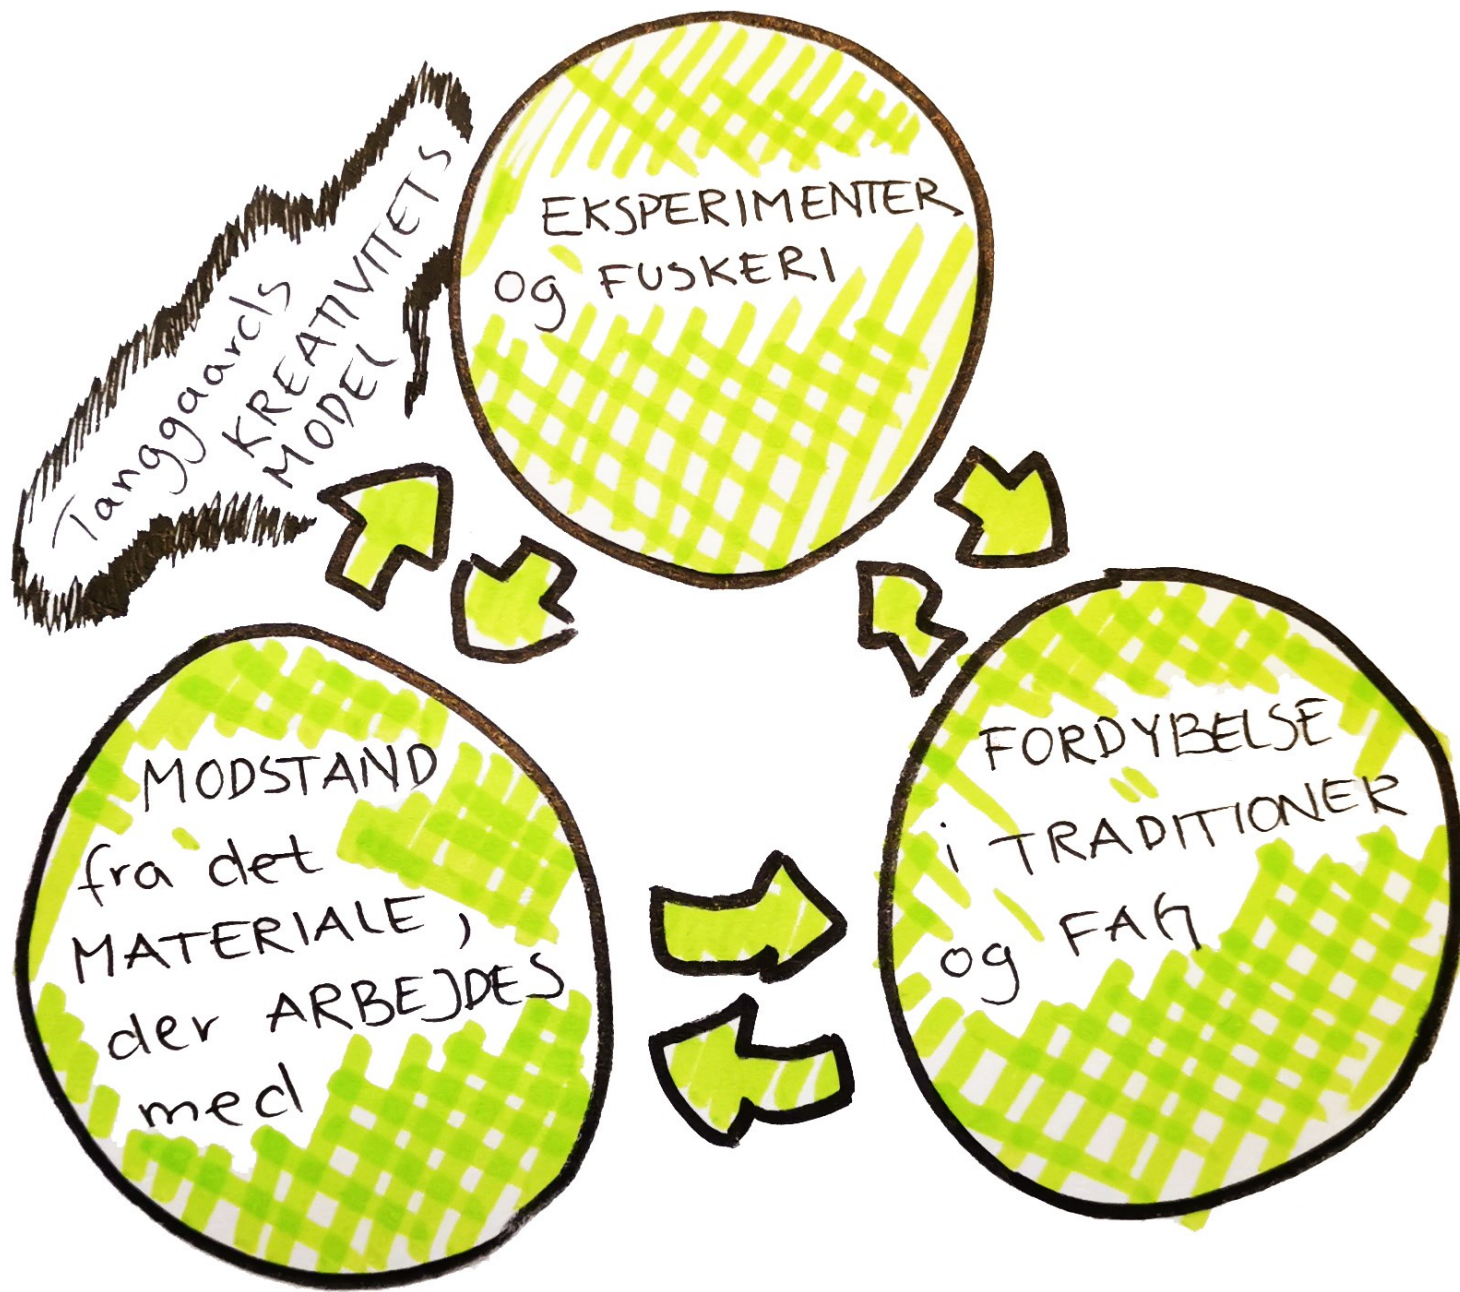 Tanggaards
KREATIVITETS
MODEL
EKSPERIMENTER
og FUSKERI
MODSTAND
fra det
MATERIALE,
der ARBEJDES
med
FORDYBELSE
i TRADITIONER
og FAG